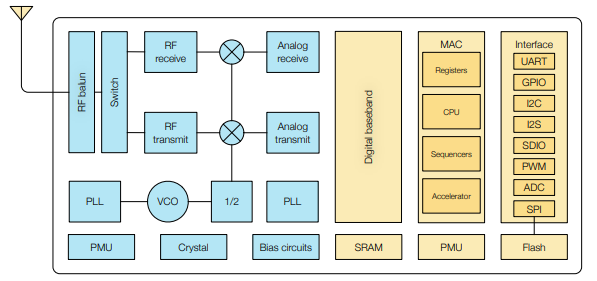 RF balun
Switch
RF
receive
Analog
receive
RF
transmit
Analog
transmit
PLL
VCO
1/2
PLL
PMU
Crystal
Bias circuits
Digital baseband
SRAM
MAC
Registers
CPU
Sequencers
Accelerator
PMU
Interface
UART
GPIO
I2C
I2S
SDIO
PWM
ADC
SPI
Flash